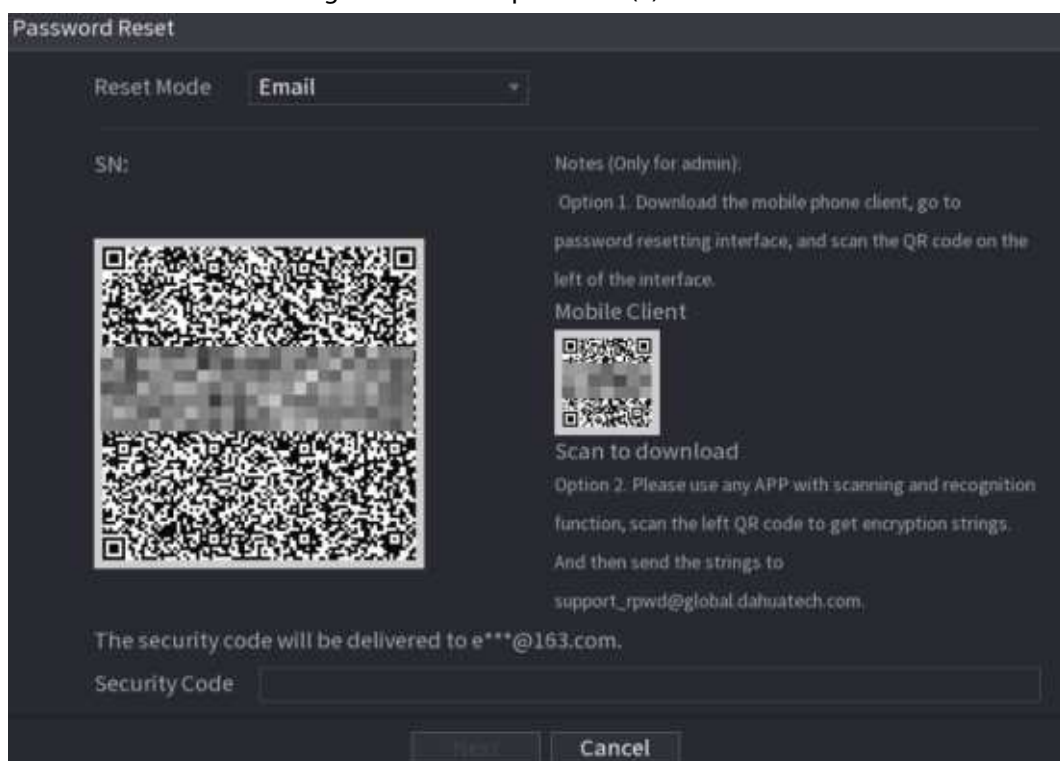 Password Reset
Reset Mode
Email
SN:
Notes (Only for admin):
Option 1. Download the mobile phone client, go to
password resetting interface, and scan the QR code on the
left of the interface.
Mobile Client
Scan to download
Option 2. Please use any APP with scanning and recognition
function, scan the left QR code to get encryption strings.
And then send the strings to
support_rpwd@global.dahuatech.com.
The security code will be delivered to e***@163.com.
Security Code
Next
Cancel